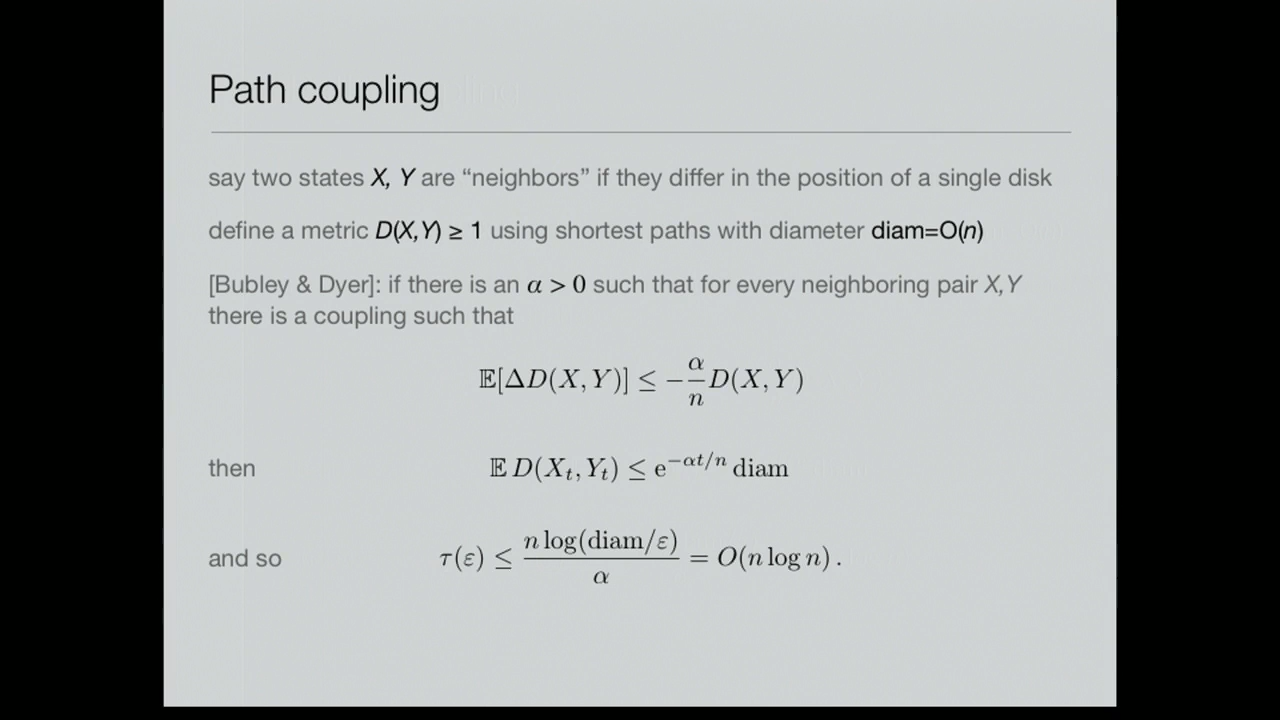 Path coupling
say two states X, Y are “neighbors” if they differ in the position of a single disk
define a metric D(X,Y) ≥ 1 using shortest paths with diameter diam=O(n)
[Bubley & Dyer]: if there is an α > 0 such that for every neighboring pair X,Y
there is a coupling such that
𝔼[ΔD(X, Y)] ≤ −α/n D(X, Y)
then 𝔼 D(Xₜ, Yₜ) ≤ e^{−αt/n} diam
and so τ(ε) ≤ n log(diam/ε)/α = O(n log n) .